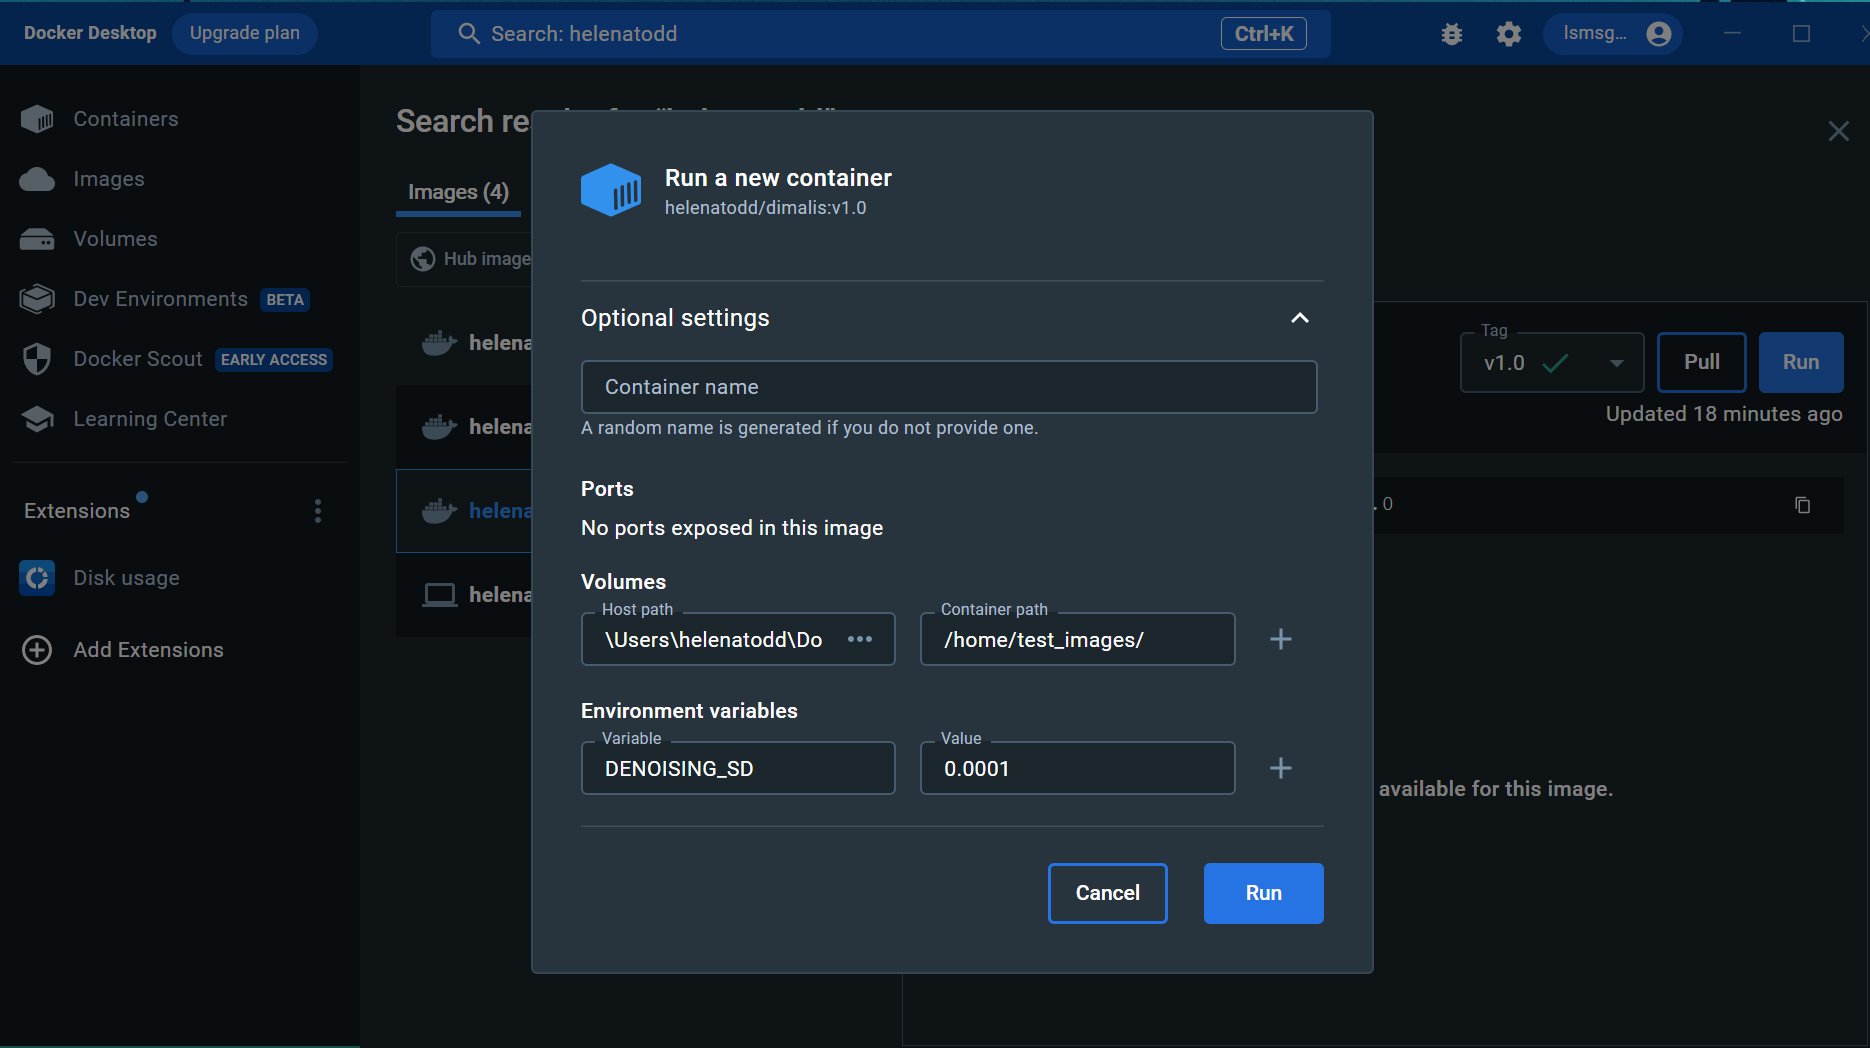 Docker Desktop
Upgrade plan
Search: helenatodd
Ctrl+K
lsmsg...
Containers
Images
Volumes
Dev Environments BETA
Docker Scout EARLY ACCESS
Learning Center
Extensions
Disk usage
Add Extensions
Search re
Images (4)
Hub image
helena
helena
helena
helena
Tag
v1.0
Pull
Run
Updated 18 minutes ago
.0
available for this image.
Run a new container
helenatodd/dimalis:v1.0
Optional settings
Container name
A random name is generated if you do not provide one.
Ports
No ports exposed in this image
Volumes
Host path
\Users\helenatodd\Do
Container path
/home/test_images/
Environment variables
Variable
DENOISING_SD
Value
0.0001
Cancel
Run